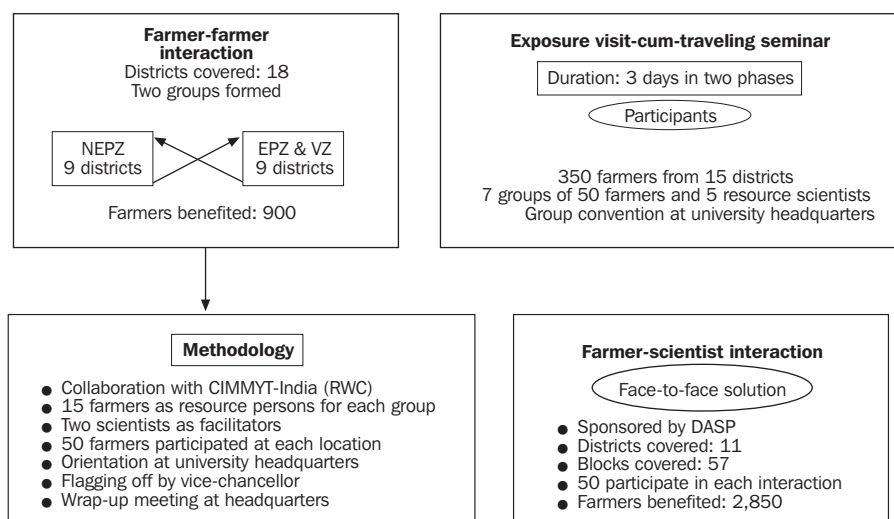 Farmer-farmer
interaction
Districts covered: 18
Two groups formed
NEPZ
9 districts
EPZ & VZ
9 districts
Farmers benefited: 900
Exposure visit-cum-traveling seminar
Duration: 3 days in two phases
Participants
350 farmers from 15 districts
7 groups of 50 farmers and 5 resource scientists
Group convention at university headquarters
Methodology
● Collaboration with CIMMYT-India (RWC)
● 15 farmers as resource persons for each group
● Two scientists as facilitators
● 50 farmers participated at each location
● Orientation at university headquarters
● Flagging off by vice-chancellor
● Wrap-up meeting at headquarters
Farmer-scientist interaction
Face-to-face solution
● Sponsored by DASP
● Districts covered: 11
● Blocks covered: 57
● 50 participate in each interaction
● Farmers benefited: 2,850